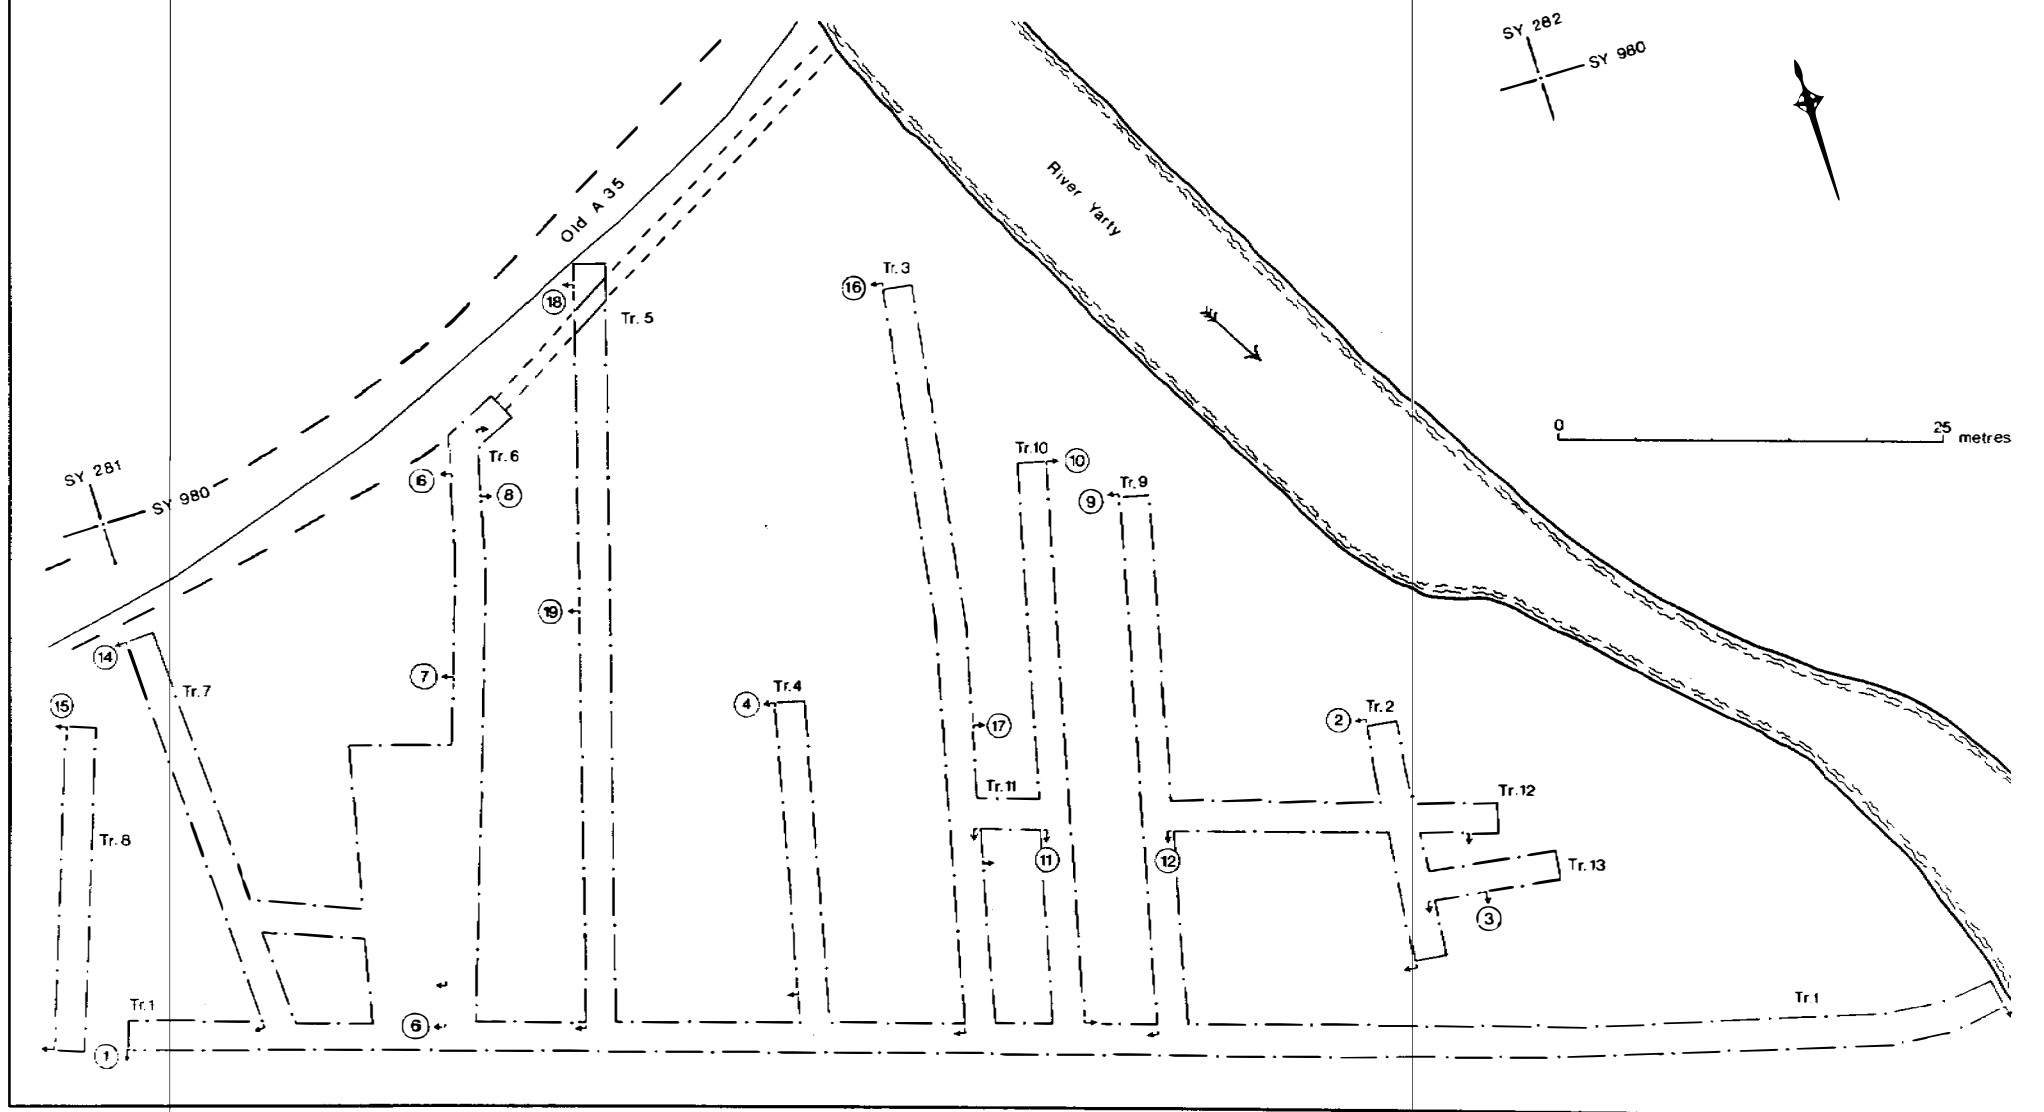 SY 282
SY 980
Old A 35
River Yarty
16
Tr. 3
18
Tr. 5
0
25 metres
Tr. 6
SY 281
SY 980
16
8
Tr. 10
10
9
Tr. 9
19
14
7
Tr. 7
15
4
Tr. 4
17
2
Tr. 2
Tr. 11
Tr. 12
Tr. 8
11
12
Tr. 13
3
Tr. 1
Tr. 1
6
1